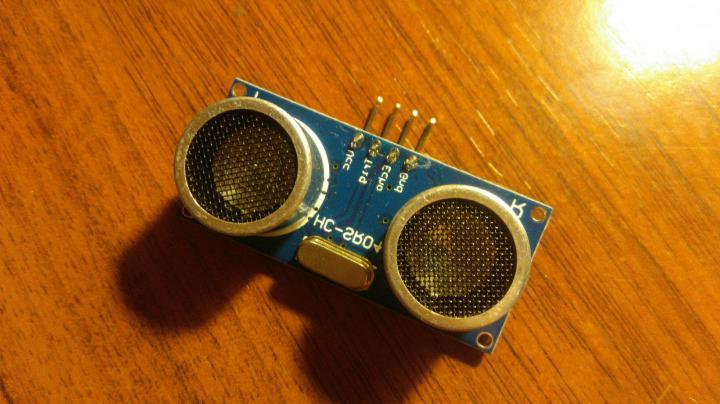 Vcc
Trig
Echo
Gnd
R
HC-SR04